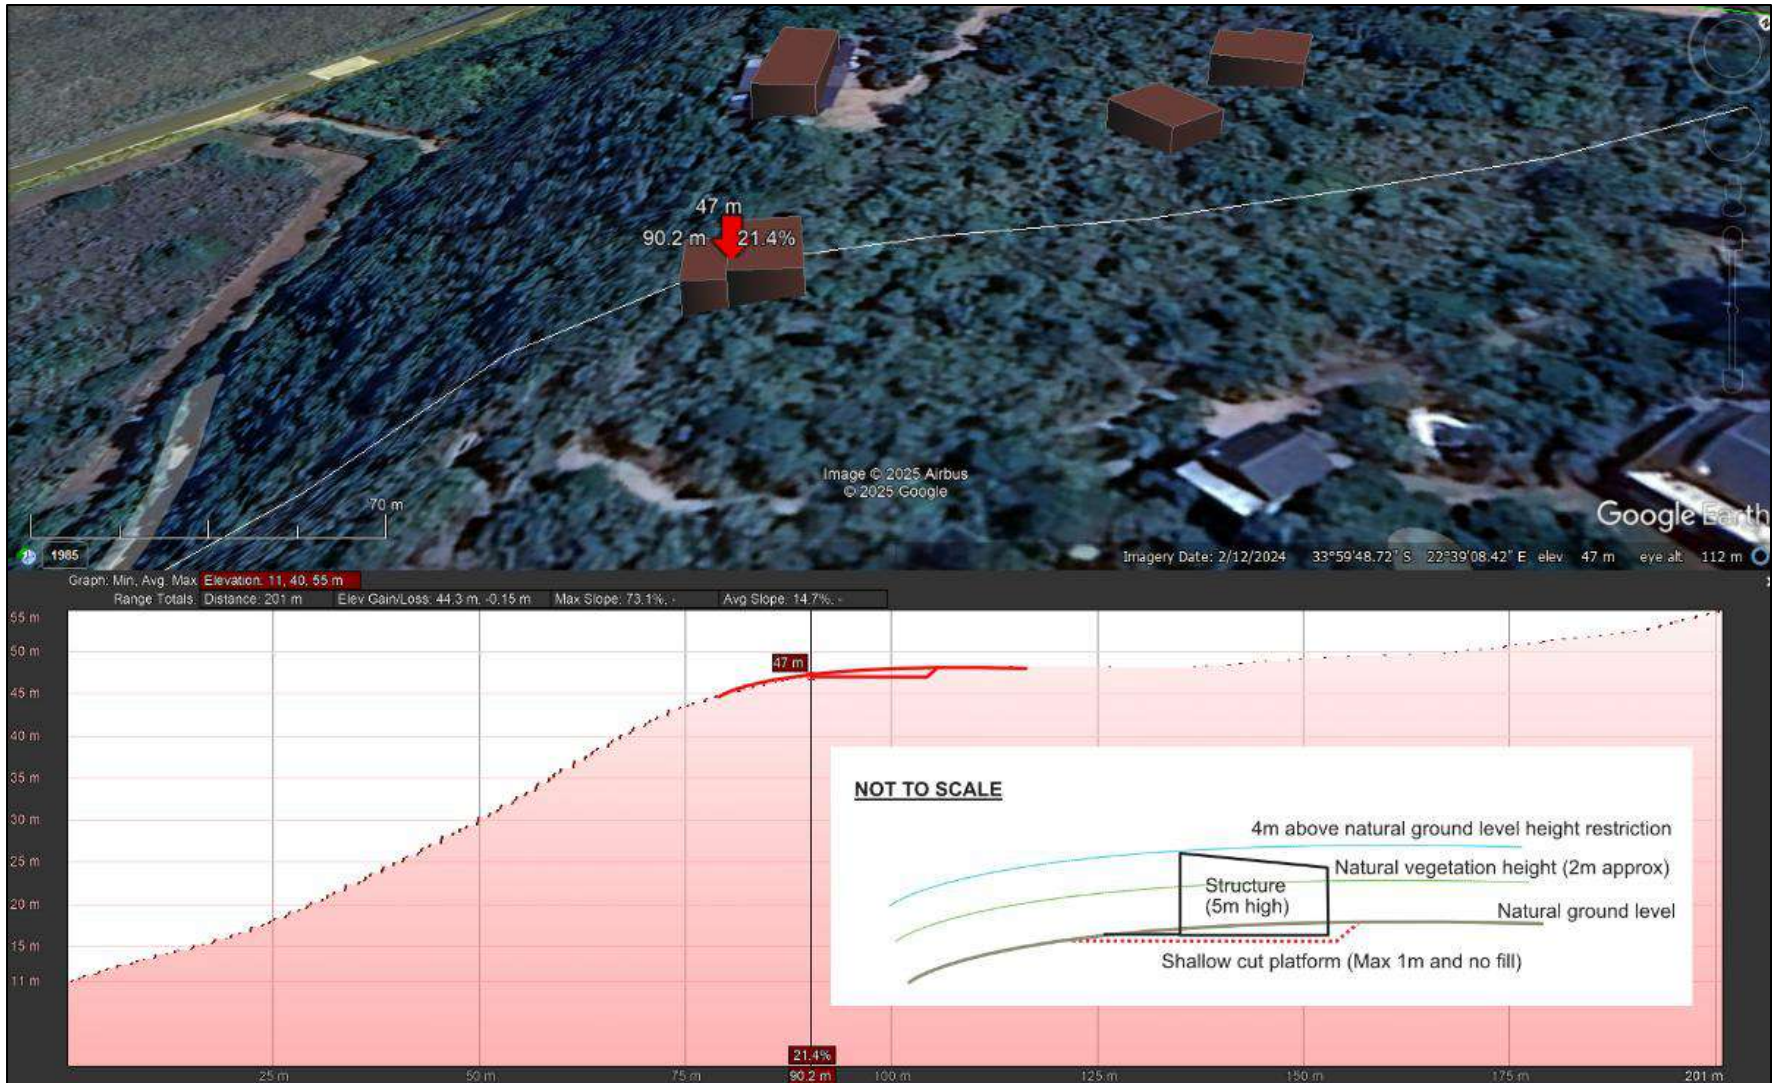 47 m
90.2 m
21.4%
70 m
Image © 2025 Airbus
© 2025 Google
Google Earth
1985
Imagery Date: 2/12/2024 33°59'48.72" S 22°39'08.42" E elev 47 m eye alt 112 m
Graph: Min, Avg, Max Elevation: 11, 40, 55 m
Range Totals: Distance: 201 m Elev Gain/Loss: 44.3 m, -0.15 m Max Slope: 73.1%, - Avg Slope: 14.7%, -
55 m
50 m
47 m
45 m
40 m
35 m
30 m
25 m
20 m
15 m
11 m
NOT TO SCALE
4m above natural ground level height restriction
Natural vegetation height (2m approx)
Structure
(5m high)
Natural ground level
Shallow cut platform (Max 1m and no fill)
21.4%
25 m 50 m 75 m 90.2 m 100 m 125 m 150 m 175 m 201 m